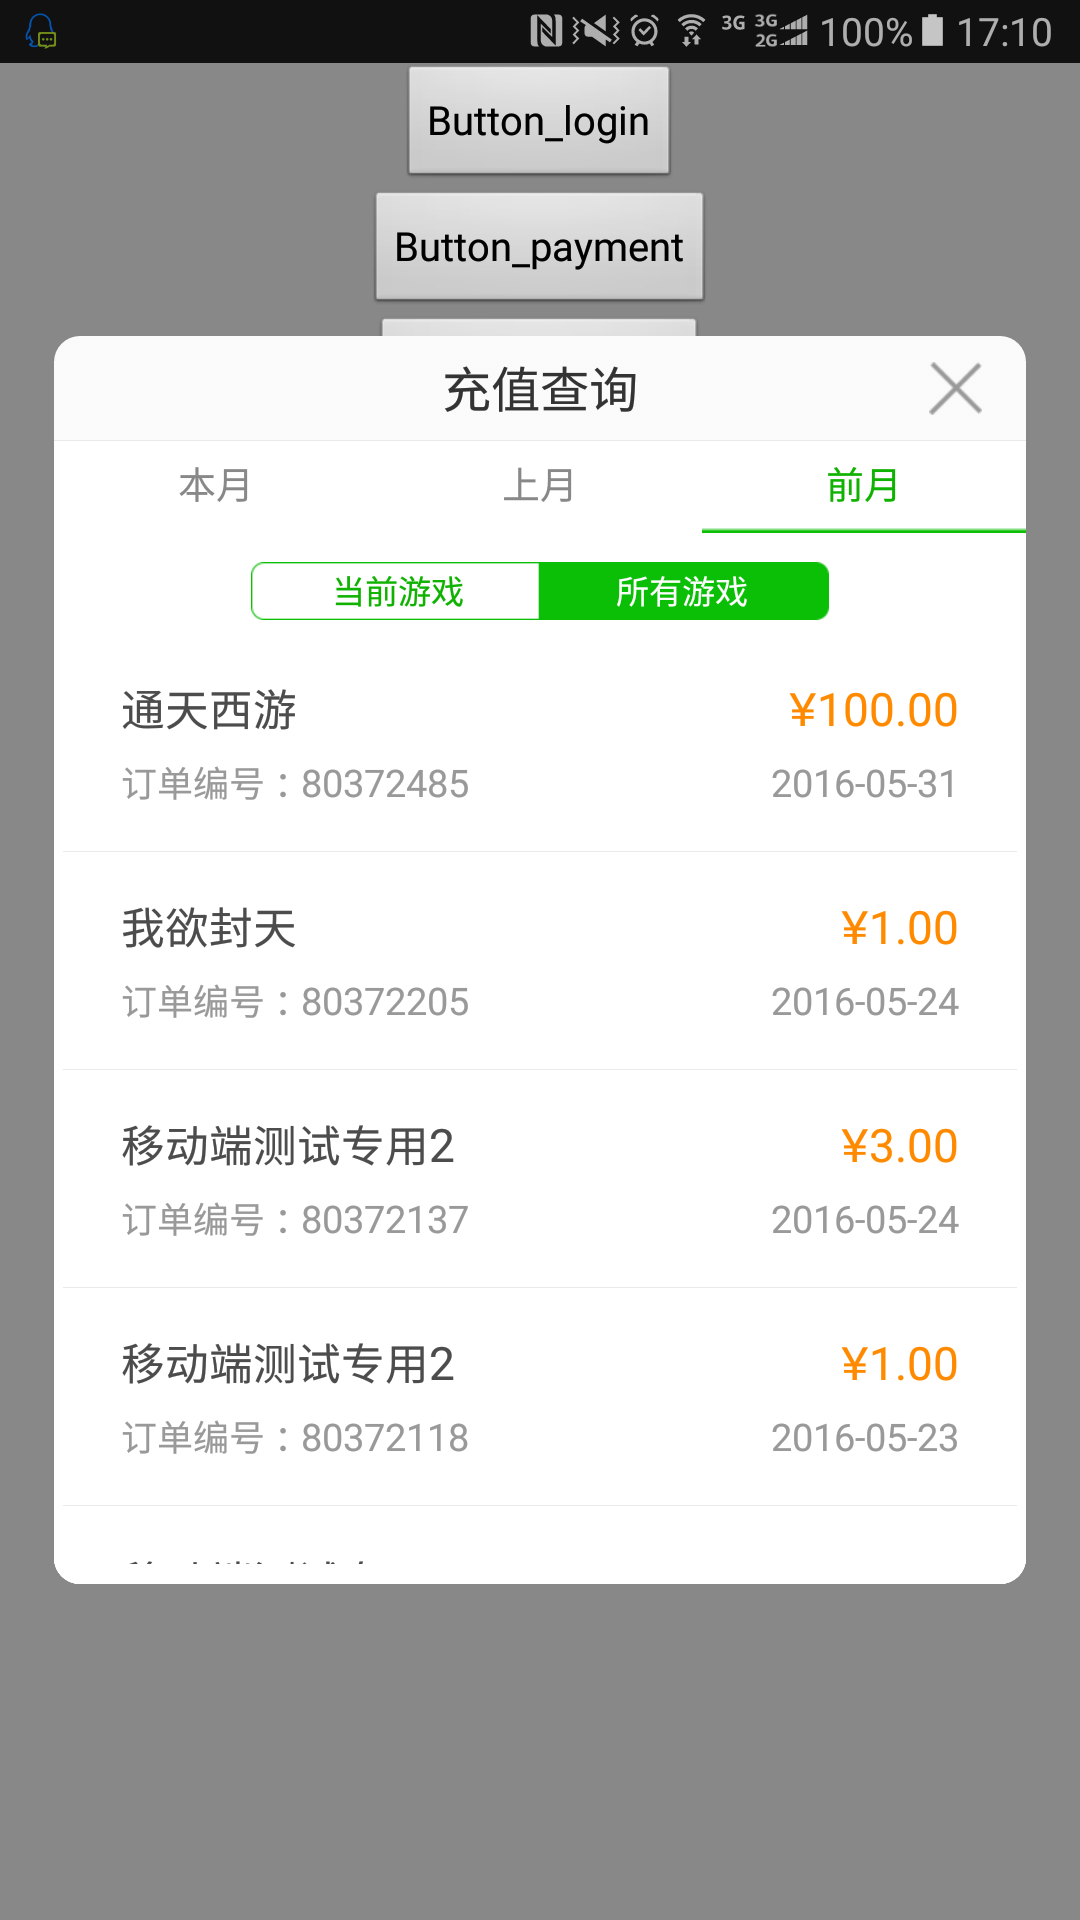 3G 3G 2G 100% 17:10
Button_login
Button_payment
充值查询
本月 上月 前月
当前游戏 所有游戏
通天西游 ¥100.00
订单编号：80372485 2016-05-31
我欲封天 ¥1.00
订单编号：80372205 2016-05-24
移动端测试专用2 ¥3.00
订单编号：80372137 2016-05-24
移动端测试专用2 ¥1.00
订单编号：80372118 2016-05-23